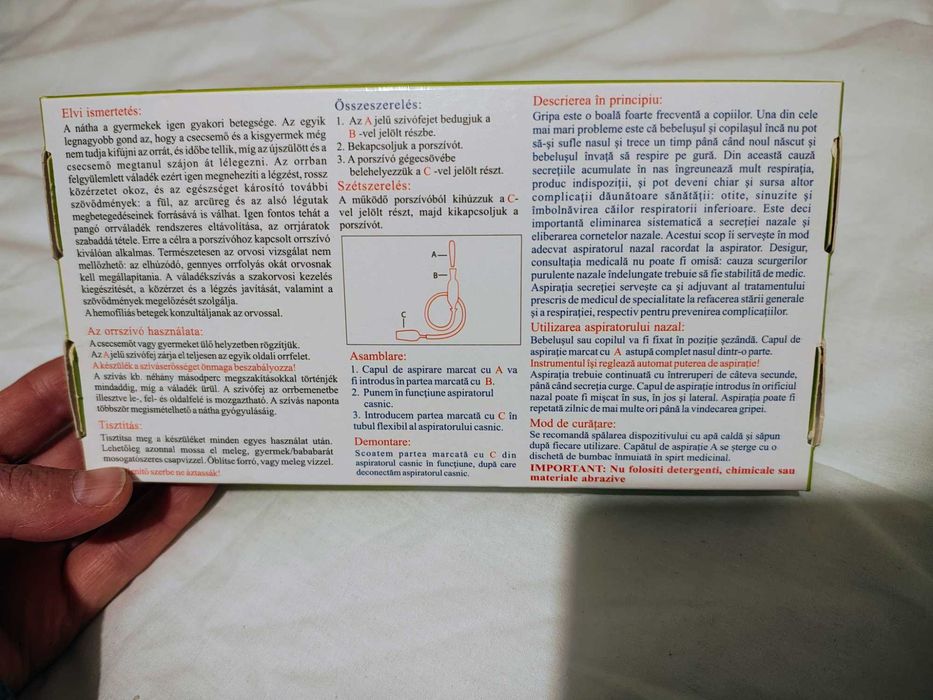 Elvi ismertetés:
A nátha a gyermekek igen gyakori betegsége. Az egyik
legnagyobb gond az, hogy a csecsemő és a kisgyermek még
nem tudja kifújni az orrát, és időbe tellik, míg az újszülött és a
csecsemő megtanul szájon át lélegezni. Az orrban
felgyülemlett váladék ezért igen megnehezíti a légzést, rossz
közérzetet okoz, és az egészséget károsító további
szövődmények: a fül, az arcüreg és az alsó légutak
megbetegedéseinek forrásává is válhat. Igen fontos tehát a
pangó orrváladék rendszeres eltávolítása, az orrjáratok
szabaddá tétele. Erre a célra a porszívóhoz kapcsolt orrszívó
kiválóan alkalmas. Természetesen az orvosi vizsgálat nem
mellőzhető: az elhúzódó, gennyes orrfolyás okát orvosnak
kell megállapítania. A váladékszívás a szakorvosi kezelés
kiegészítését, a közérzet és a légzés javítását, valamint a
szövődmények megelőzését szolgálja.
A hemofiliás betegek konzultáljanak az orvossal.
Az orrszívó használata:
A csecsemőt vagy gyermeket ülő helyzetben rögzítjük.
Az A jelű szívófej zárja el teljesen az egyik oldali orrfelet.
A készülék a szíváserősséget önmaga beszabályozza!
A szívás kb. néhány másodperc megszakításokkal történjék
mindaddig, míg a váladék ürül. A szívófej az orrbemenetbe
illesztve le-, fel- és oldalfelé is mozgatható. A szívás naponta
többször megismételhető a nátha gyógyulásáig.
Tisztítás:
Tisztítsa meg a készüléket minden egyes használat után.
Lehetőleg azonnal mossa el meleg, gyermek/bababarát
mosogatószeres csapvízzel. Öblítse forró, vagy meleg vízzel.
szerbe ne áztassák!
Összeszerelés:
1. Az A jelű szívófejet bedugjuk a
B -vel jelölt részbe.
2. Bekapcsoljuk a porszívót.
3. A porszívó gégecsövébe
belehelyezzük a C -vel jelölt részt.
Szétszerelés:
A működő porszívóból kihúzzuk a C-
vel jelölt részt, majd kikapcsoljuk a
porszívót.
A
B
C
Asamblare:
1. Capul de aspirare marcat cu A va
fi introdus în partea marcată cu B.
2. Punem în funcțiune aspiratorul
casnic.
3. Introducem partea marcată cu C în
tubul flexibil al aspiratorului casnic.
Demontare:
Scoatem partea marcată cu C din
aspiratorul casnic în funcțiune, după care
deconectăm aspiratorul casnic.
Descrierea în principiu:
Gripa este o boală foarte frecventă a copiilor. Una din cele
mai mari probleme este că bebelușul și copilașul încă nu pot
să-și sufle nasul și trece un timp până când noul născut și
bebelușul învață să respire pe gură. Din această cauză
secrețiile acumulate în nas îngreunează mult respirația,
produc indispoziții, și pot deveni chiar și sursa altor
complicații dăunătoare sănătății: otite, sinuzite și
îmbolnăvirea căilor respiratorii inferioare. Este deci
importantă eliminarea sistematică a secreției nazale și
eliberarea cornetelor nazale. Acestui scop îi servește în mod
adecvat aspiratorul nazal racordat la aspirator. Desigur,
consultația medicală nu poate fi omisă: cauza scurgerilor
purulente nazale îndelungate trebuie să fie stabilită de medic.
Aspirația secreției servește ca și adjuvant al tratamentului
prescris de medicul de specialitate la refacerea stării generale
și a respirației, respectiv pentru prevenirea complicațiilor.
Utilizarea aspiratorului nazal:
Bebelușul sau copilul va fi fixat în poziție șezândă. Capul de
aspirație marcat cu A astupă complet nasul dintr-o parte.
Instrumentul își reglează automat puterea de aspirație!
Aspirația trebuie continuată cu întreruperi de câteva secunde,
până când secreția curge. Capul de aspirație introdus în orificiul
nazal poate fi mișcat în sus, în jos și lateral. Aspirația poate fi
repetată zilnic de mai multe ori până la vindecarea gripei.
Mod de curățare:
Se recomandă spălarea dispozitivului cu apă caldă și săpun
după fiecare utilizare. Capătul de aspirație A se șterge cu o
dischetă de bumbac înmuiată în spirt medicinal.
IMPORTANT: Nu folositi detergenti, chimicale sau
materiale abrazive